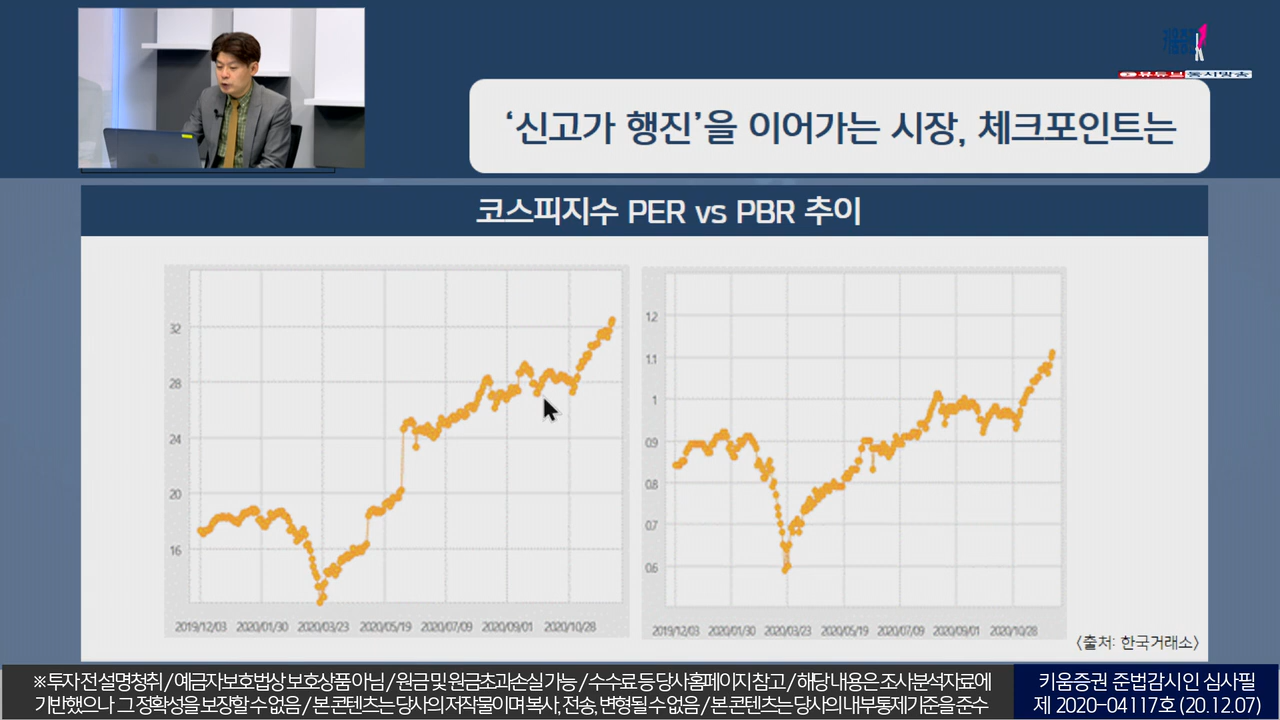 키움증권
유튜브 동시방송
‘신고가 행진’을 이어가는 시장, 체크포인트는
코스피지수 PER vs PBR 추이
32
28
24
20
16
2019/12/03 2020/01/30 2020/03/23 2020/05/19 2020/07/09 2020/09/01 2020/10/28
1.2
1.1
1
0.9
0.8
0.7
0.6
2019/12/03 2020/01/30 2020/03/23 2020/05/19 2020/07/09 2020/09/01 2020/10/28
<출처: 한국거래소>
※ 투자 전 설명청취 / 예금자보호법상 보호상품 아님 / 원금 및 원금초과손실 가능 / 수수료 등 당사홈페이지 참고 / 해당 내용은 조사분석자료에
기반했으나 그 정확성을 보장할 수 없음 / 본 콘텐츠는 당사의 저작물이며 복사, 전송, 변형될 수 없음 / 본 콘텐츠는 당사의 내부통제기준을 준수
키움증권 준법감시인 심사필
제 2020-04117호 (20.12.07)